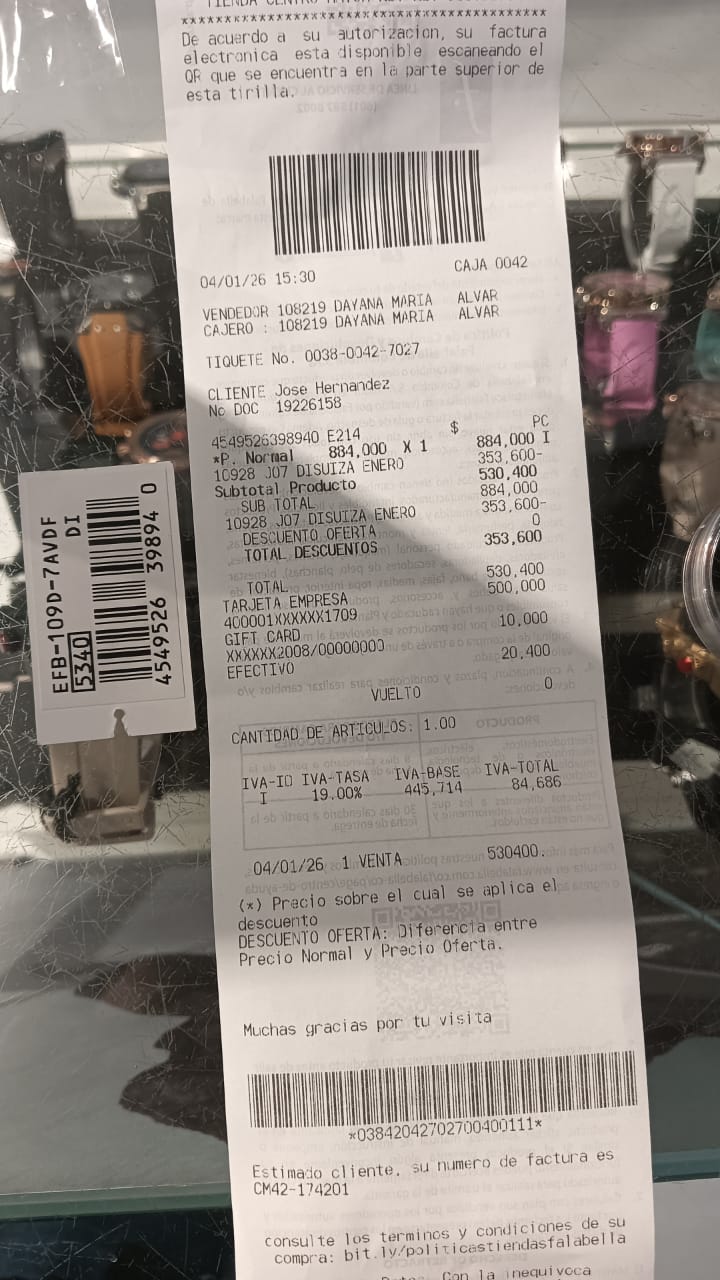 TIENDA CENTRO
****************************************
De acuerdo a su autorizacion, su factura
electronica esta disponible escaneando el
QR que se encuentra en la parte superior de
esta tirilla.
04/01/26 15:30 CAJA 0042
VENDEDOR 108219 DAYANA MARIA ALVAR
CAJERO : 108219 DAYANA MARIA ALVAR
TIQUETE No. 0038-0042-7027
CLIENTE Jose Hernandez
No DOC 19226158
$ PC
4549526398940 E214 884,000 I
*P. Normal 884,000 X 1
10928 J07 DISUIZA ENERO 353,600-
Subtotal Producto 530,400
SUB TOTAL 884,000
10928 J07 DISUIZA ENERO 353,600-
DESCUENTO OFERTA 0
TOTAL DESCUENTOS 353,600
TOTAL 530,400
TARJETA EMPRESA 500,000
400001XXXXXX1709
GIFT CARD 10,000
XXXXXX2008/00000000
EFECTIVO 20,400
VUELTO 0
CANTIDAD DE ARTICULOS: 1.00
IVA-ID IVA-TASA IVA-BASE IVA-TOTAL
I 19.00% 445,714 84,686
04/01/26 1 VENTA 530400.
(*) Precio sobre el cual se aplica el
descuento
DESCUENTO OFERTA: Diferencia entre
Precio Normal y Precio Oferta.
Muchas gracias por tu visita
*03842042702700400111*
Estimado cliente, su numero de factura es
CM42-174201
consulte los terminos y condiciones de su
compra: bit.ly/politicastiendasfalabella
Con la inequivoca
EFB-109D-7AVDF
DI
5340
4549526 39894 0